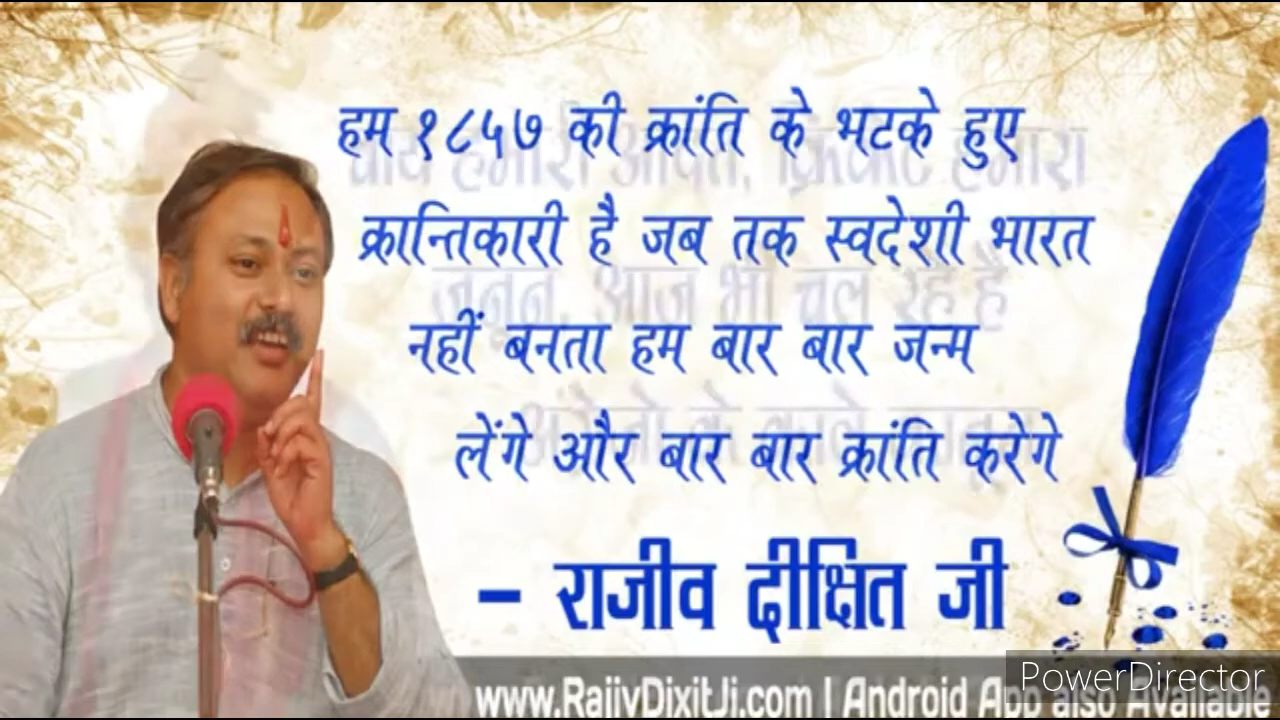 हम १८५७ की क्रांति के भटके हुए
क्रान्तिकारी है जब तक स्वदेशी भारत
नहीं बनता हम बार बार जन्म
लेंगे और बार बार क्रांति करेगे
– राजीव दीक्षित जी
www.RajivDixitJi.com | Android App also Available
PowerDirector